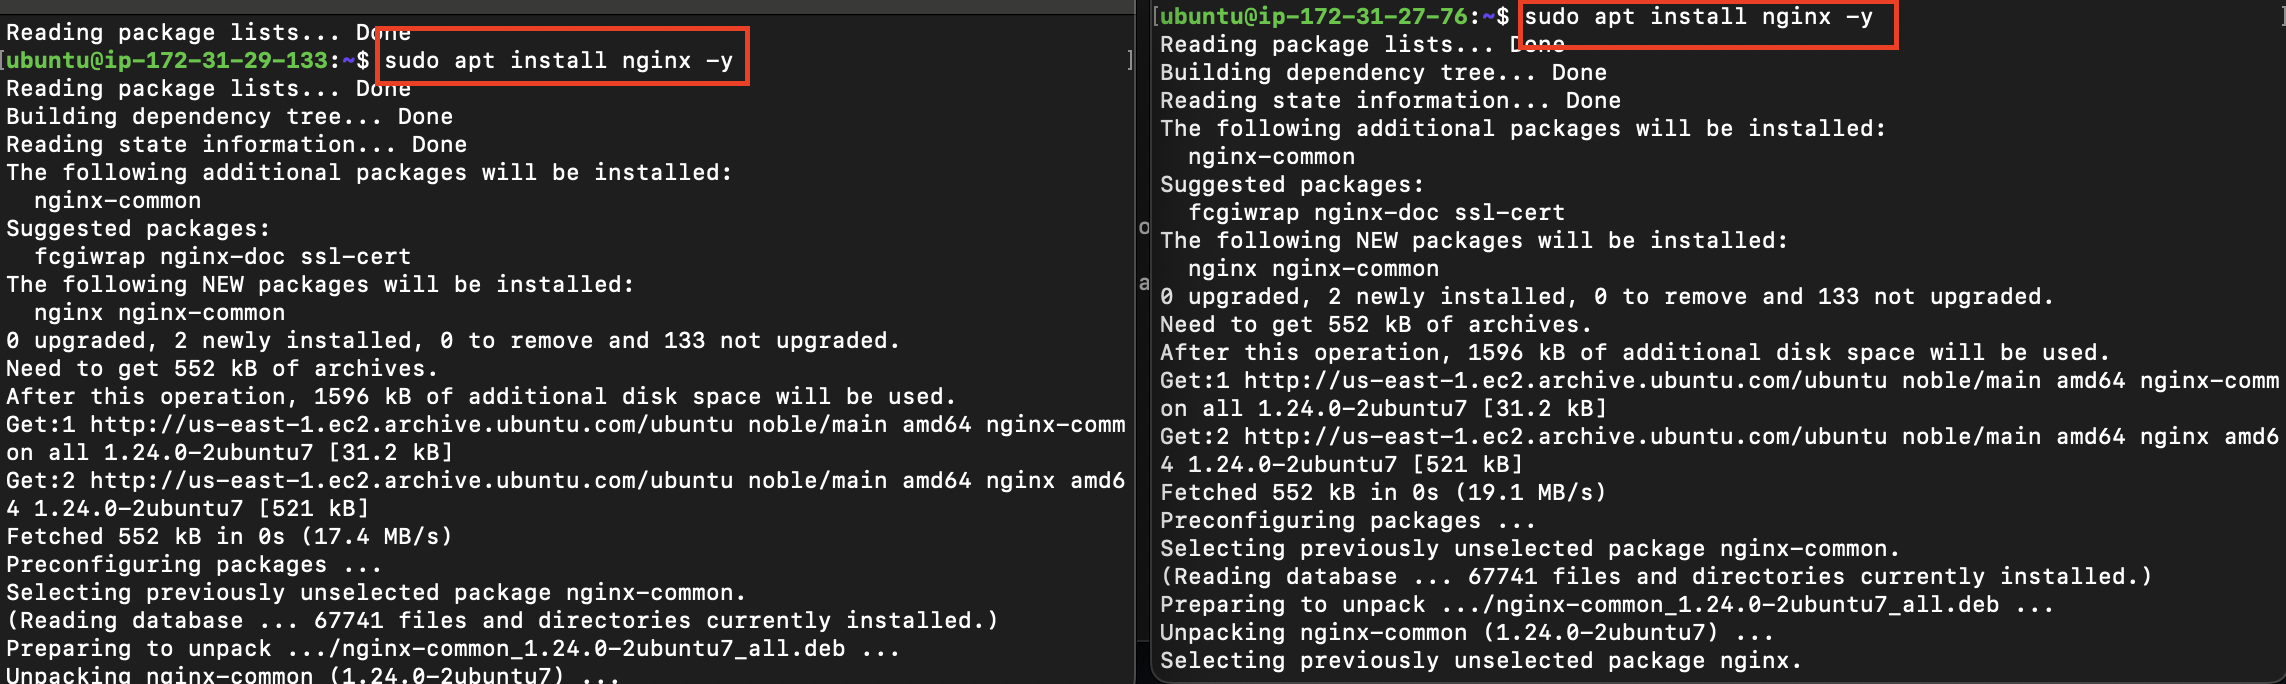 Reading package lists... Done
ubuntu@ip-172-31-29-133:~$ sudo apt install nginx -y
Reading package lists... Done
Building dependency tree... Done
Reading state information... Done
The following additional packages will be installed:
  nginx-common
Suggested packages:
  fcgiwrap nginx-doc ssl-cert
The following NEW packages will be installed:
  nginx nginx-common
0 upgraded, 2 newly installed, 0 to remove and 133 not upgraded.
Need to get 552 kB of archives.
After this operation, 1596 kB of additional disk space will be used.
Get:1 http://us-east-1.ec2.archive.ubuntu.com/ubuntu noble/main amd64 nginx-comm
on all 1.24.0-2ubuntu7 [31.2 kB]
Get:2 http://us-east-1.ec2.archive.ubuntu.com/ubuntu noble/main amd64 nginx amd6
4 1.24.0-2ubuntu7 [521 kB]
Fetched 552 kB in 0s (17.4 MB/s)
Preconfiguring packages ...
Selecting previously unselected package nginx-common.
(Reading database ... 67741 files and directories currently installed.)
Preparing to unpack .../nginx-common_1.24.0-2ubuntu7_all.deb ...
Unpacking nginx-common (1.24.0-2ubuntu7) ...
o
a
[ubuntu@ip-172-31-27-76:~$ sudo apt install nginx -y ]
Reading package lists... Done
Building dependency tree... Done
Reading state information... Done
The following additional packages will be installed:
  nginx-common
Suggested packages:
  fcgiwrap nginx-doc ssl-cert
The following NEW packages will be installed:
  nginx nginx-common
0 upgraded, 2 newly installed, 0 to remove and 133 not upgraded.
Need to get 552 kB of archives.
After this operation, 1596 kB of additional disk space will be used.
Get:1 http://us-east-1.ec2.archive.ubuntu.com/ubuntu noble/main amd64 nginx-comm
on all 1.24.0-2ubuntu7 [31.2 kB]
Get:2 http://us-east-1.ec2.archive.ubuntu.com/ubuntu noble/main amd64 nginx amd6
4 1.24.0-2ubuntu7 [521 kB]
Fetched 552 kB in 0s (19.1 MB/s)
Preconfiguring packages ...
Selecting previously unselected package nginx-common.
(Reading database ... 67741 files and directories currently installed.)
Preparing to unpack .../nginx-common_1.24.0-2ubuntu7_all.deb ...
Unpacking nginx-common (1.24.0-2ubuntu7) ...
Selecting previously unselected package nginx.